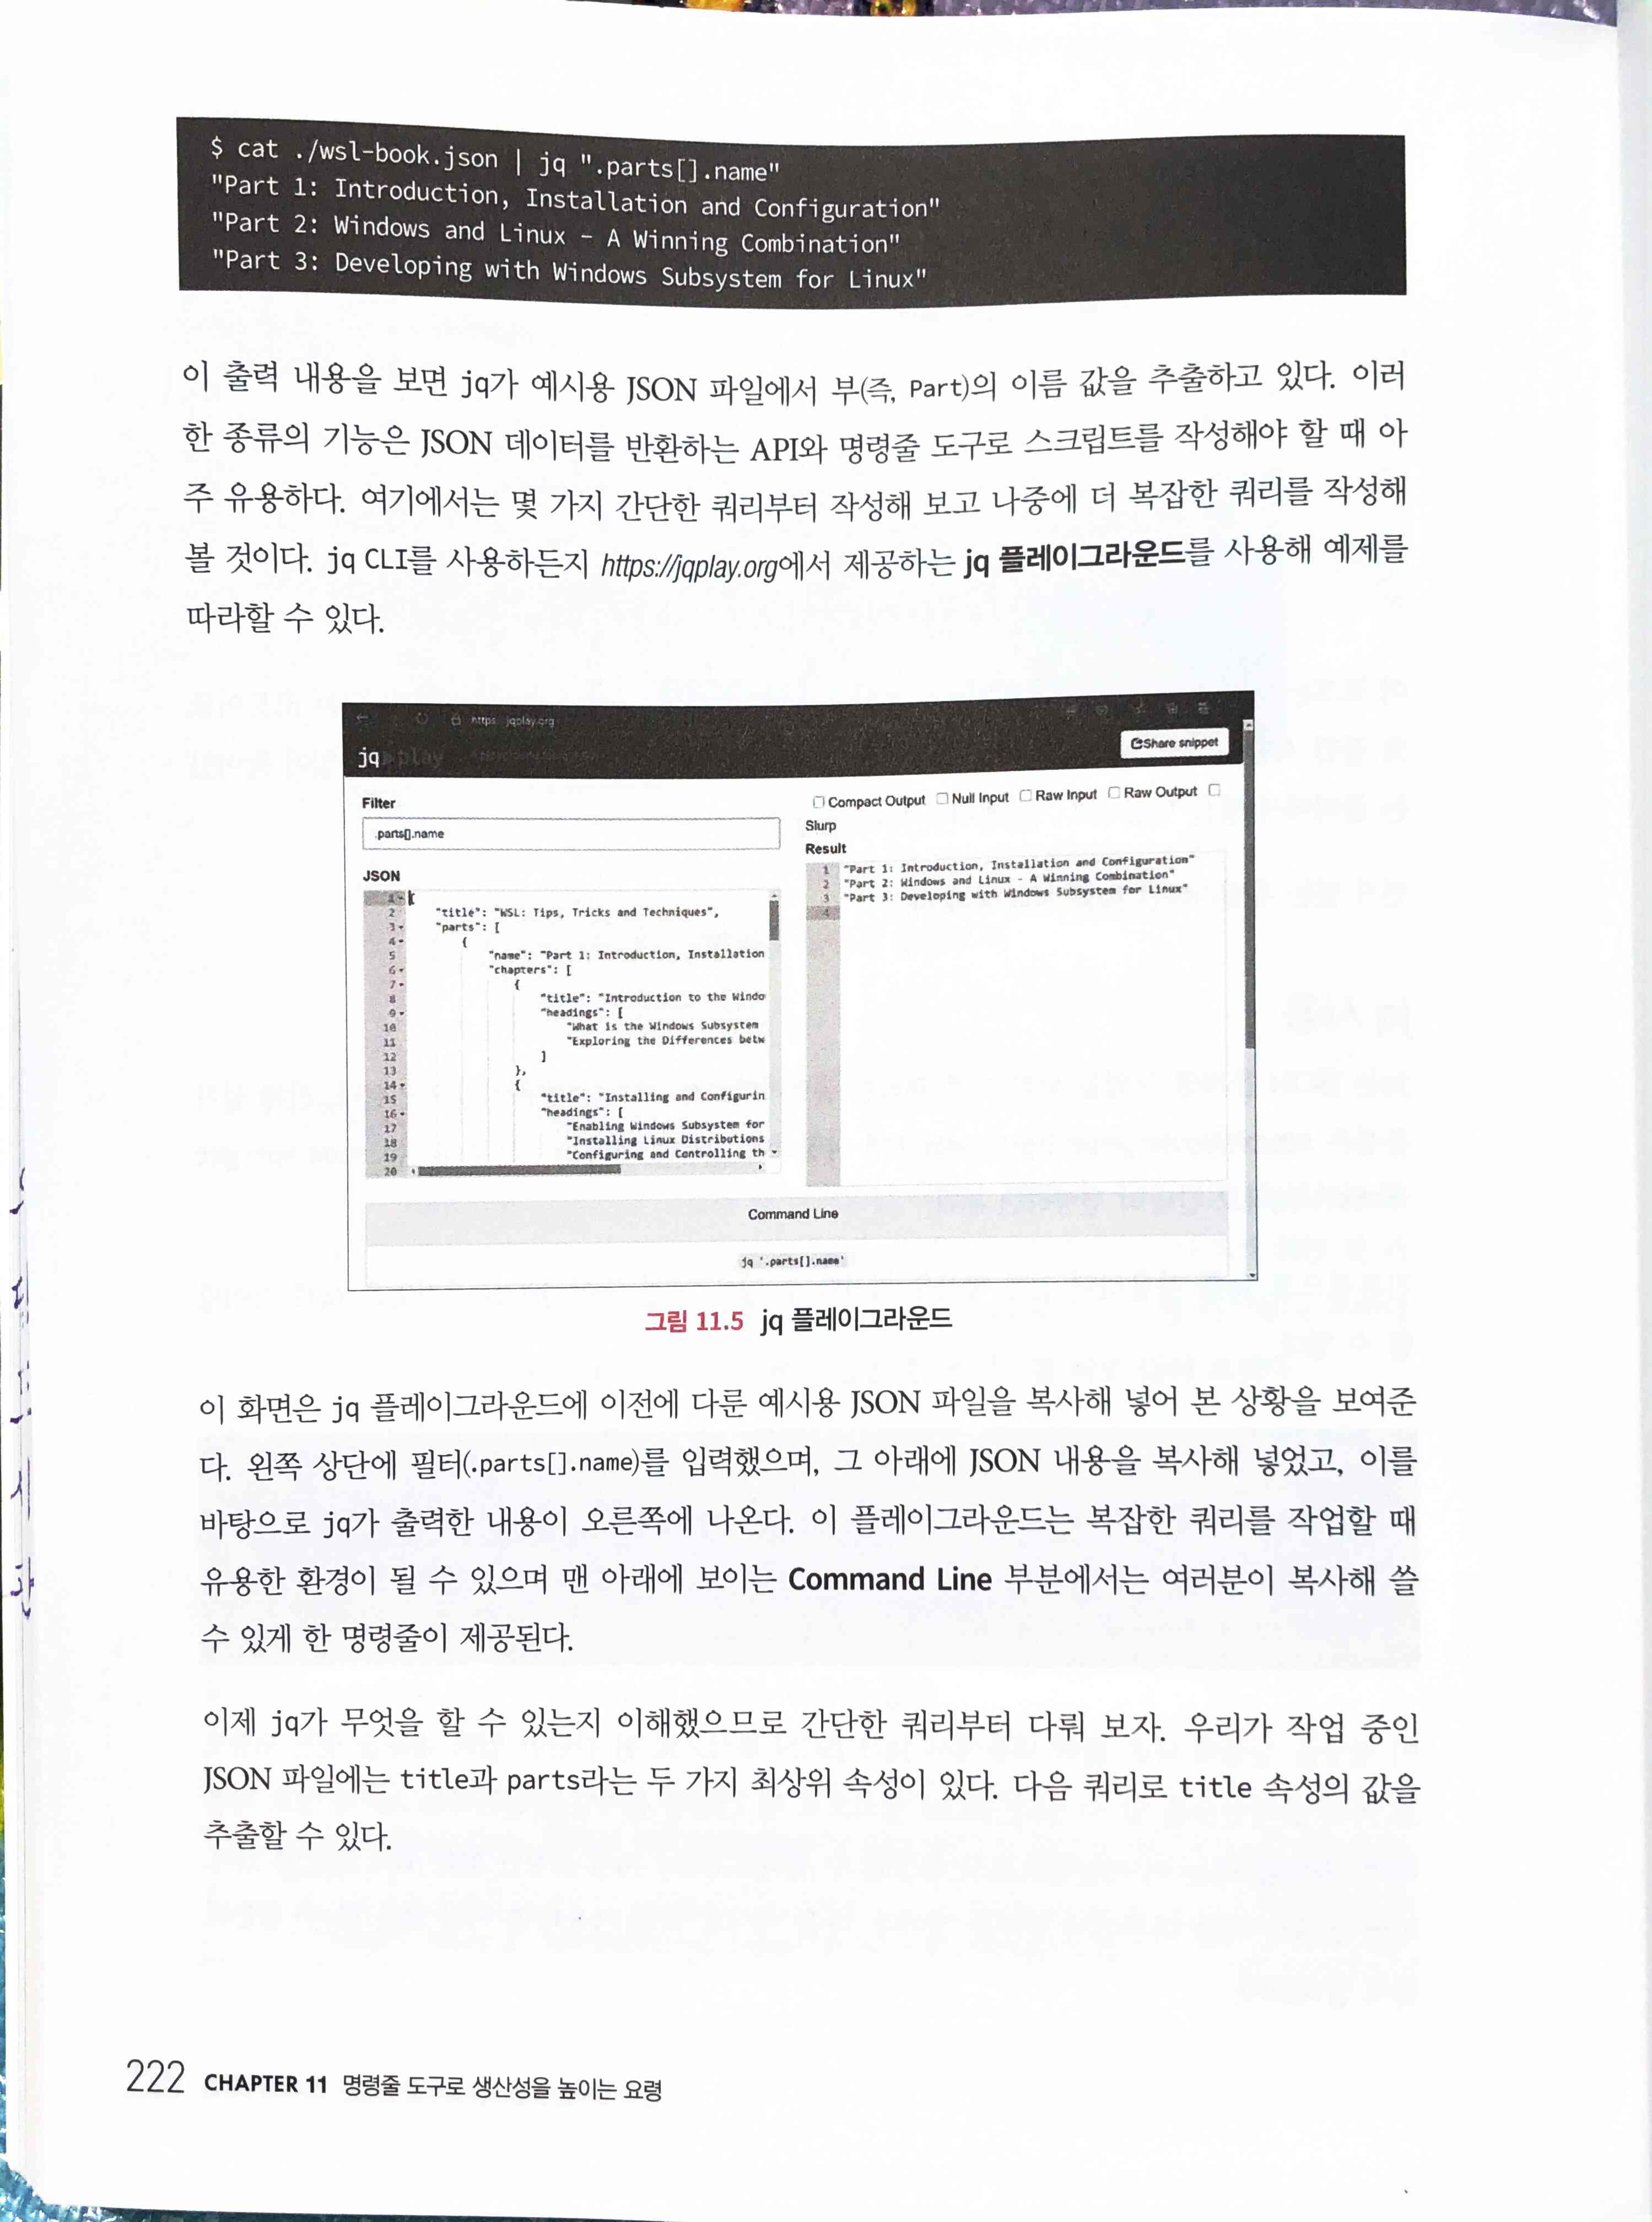 $ cat ./wsl-book.json | jq ".parts[].name"
"Part 1: Introduction, Installation and Configuration"
"Part 2: Windows and Linux - A Winning Combination"
"Part 3: Developing with Windows Subsystem for Linux"
이 출력 내용을 보면 jq가 예시용 JSON 파일에서 부(즉, Part)의 이름 값을 추출하고 있다. 이러
한 종류의 기능은 JSON 데이터를 반환하는 API와 명령줄 도구로 스크립트를 작성해야 할 때 아
주 유용하다. 여기에서는 몇 가지 간단한 쿼리부터 작성해 보고 나중에 더 복잡한 쿼리를 작성해
볼 것이다. jq CLI를 사용하든지 https://jqplay.org에서 제공하는 jq 플레이그라운드를 사용해 예제를
따라할 수 있다.
https jqplay.org
jq play
Share snippet
Filter
.parts[].name
Compact Output Null Input Raw Input Raw Output
Slurp
JSON
1 {
2 "title": "WSL: Tips, Tricks and Techniques",
3 "parts": [
4 {
5 "name": "Part 1: Introduction, Installation
6 "chapters": [
7 {
8 "title": "Introduction to the Windo
9 "headings": [
10 "What is the Windows Subsystem
11 "Exploring the Differences betw
12 ]
13 },
14 {
15 "title": "Installing and Configurin
16 "headings": [
17 "Enabling Windows Subsystem for
18 "Installing Linux Distributions
19 "Configuring and Controlling th
20
Result
1 "Part 1: Introduction, Installation and Configuration"
2 "Part 2: Windows and Linux - A Winning Combination"
3 "Part 3: Developing with Windows Subsystem for Linux"
4
Command Line
jq '.parts[].name'
그림 11.5 jq 플레이그라운드
이 화면은 jq 플레이그라운드에 이전에 다룬 예시용 JSON 파일을 복사해 넣어 본 상황을 보여준
다. 왼쪽 상단에 필터(.parts[].name)를 입력했으며, 그 아래에 JSON 내용을 복사해 넣었고, 이를
바탕으로 jq가 출력한 내용이 오른쪽에 나온다. 이 플레이그라운드는 복잡한 쿼리를 작업할 때
유용한 환경이 될 수 있으며 맨 아래에 보이는 Command Line 부분에서는 여러분이 복사해 쓸
수 있게 한 명령줄이 제공된다.
이제 jq가 무엇을 할 수 있는지 이해했으므로 간단한 쿼리부터 다뤄 보자. 우리가 작업 중인
JSON 파일에는 title과 parts라는 두 가지 최상위 속성이 있다. 다음 쿼리로 title 속성의 값을
추출할 수 있다.
222 CHAPTER 11 명령줄 도구로 생산성을 높이는 요령